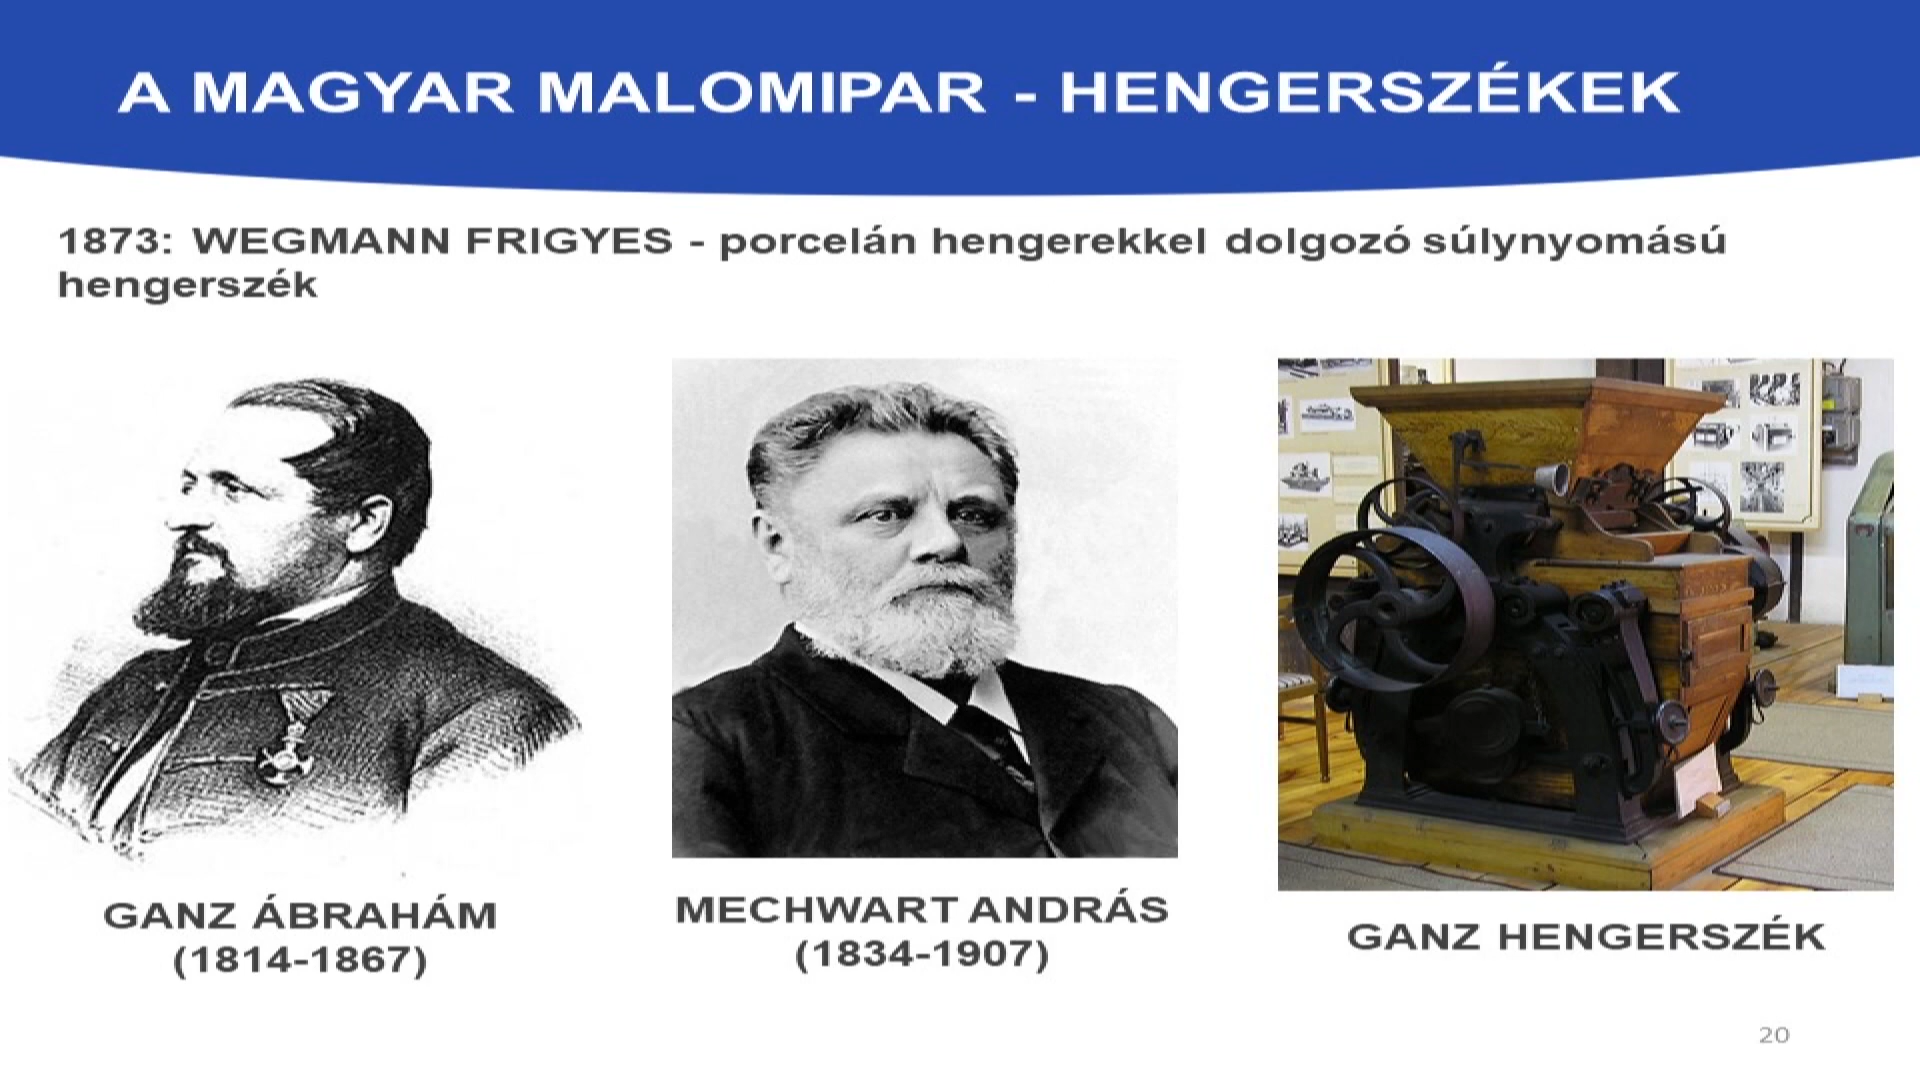 A MAGYAR MALOMIPAR - HENGERSZÉKEK
1873: WEGMANN FRIGYES - porcelán hengerekkel dolgozó súlynyomású
hengerszék
GANZ ÁBRAHÁM
(1814-1867)
MECHWART ANDRÁS
(1834-1907)
GANZ HENGERSZÉK
20